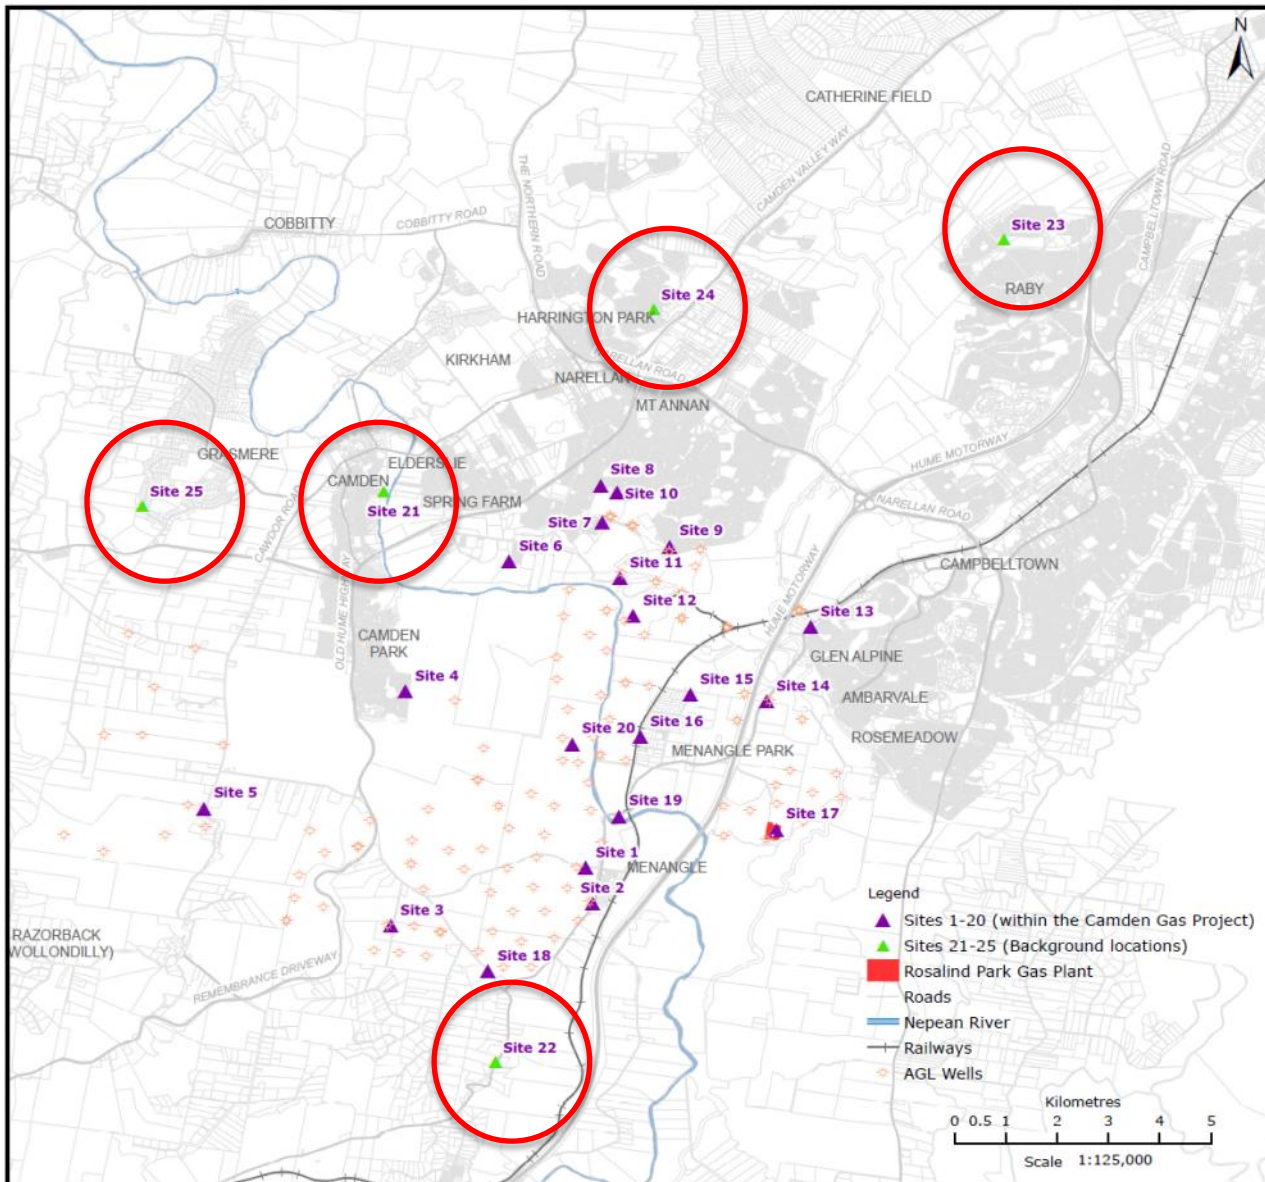 N
CATHERINE FIELD
CAMDEN VALLEY WAY
CAMPBELLTOWN ROAD
THE NORTHERN ROAD
COBBITTY
COBBITTY ROAD
Site 23
RABY
Site 24
HARRINGTON PARK
KIRKHAM
NARELLAN ROAD
NARELLAN
MT ANNAN
GRASMERE
ELDERSLIE
CAMDEN
HUME MOTORWAY
Site 25
Site 21
SPRING FARM
Site 8
Site 10
NARELLAN ROAD
CAWDOR ROAD
Site 7
Site 9
Site 6
Site 11
CAMPBELLTOWN
HUME MOTORWAY
OLD HUME HIGHWAY
Site 12
Site 13
CAMDEN
PARK
GLEN ALPINE
Site 4
Site 15
Site 14
AMBARVALE
Site 20
Site 16
MENANGLE PARK
ROSEMEADOW
Site 5
Site 19
Site 17
Site 1
MENANGLE
Site 2
Site 3
RAZORBACK
WOLLONDILLY)
REMEMBRANCE DRIVEWAY
Site 18
Site 22
Legend
Sites 1-20 (within the Camden Gas Project)
Sites 21-25 (Background locations)
Rosalind Park Gas Plant
Roads
Nepean River
Railways
AGL Wells
Kilometres
0 0.5 1 2 3 4 5
Scale 1:125,000